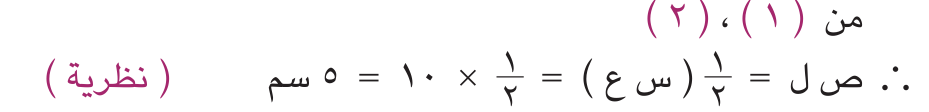 من ( ١ ) ، ( ٢ )
∴ ص ل = ١/٢ ( س ع ) = ١/٢ × ١٠ = ٥ سم ( نظرية )